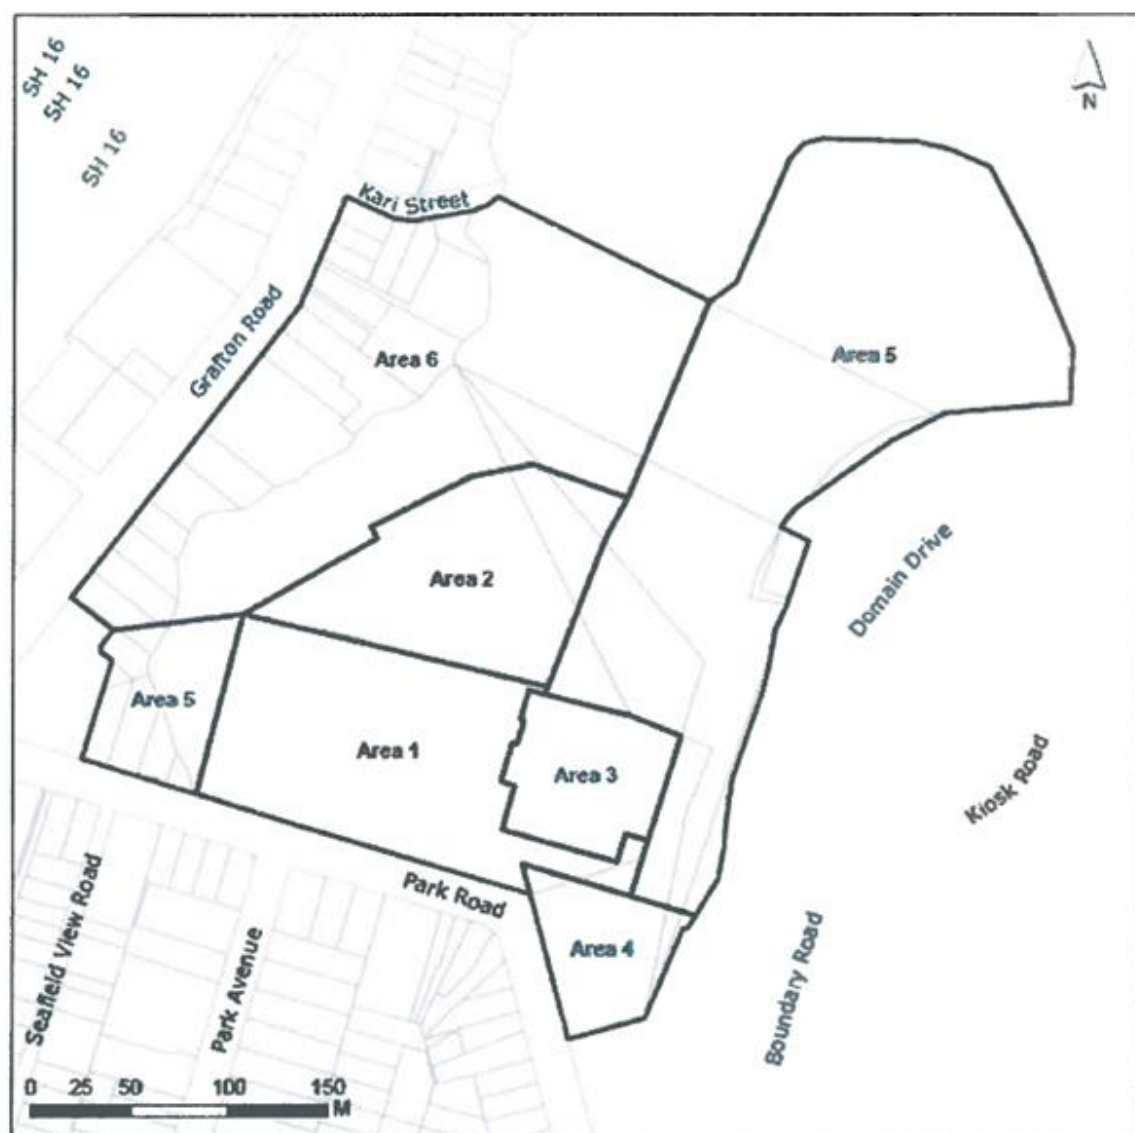 SH 16
SH 16
SH 16
N
Kari Street
Grafton Road
Area 6
Area 5
Area 2
Domain Drive
Area 5
Area 1
Area 3
Kiosk Road
Park Road
Area 4
Seafield View Road
Park Avenue
Boundary Road
0 25 50 100 150
M